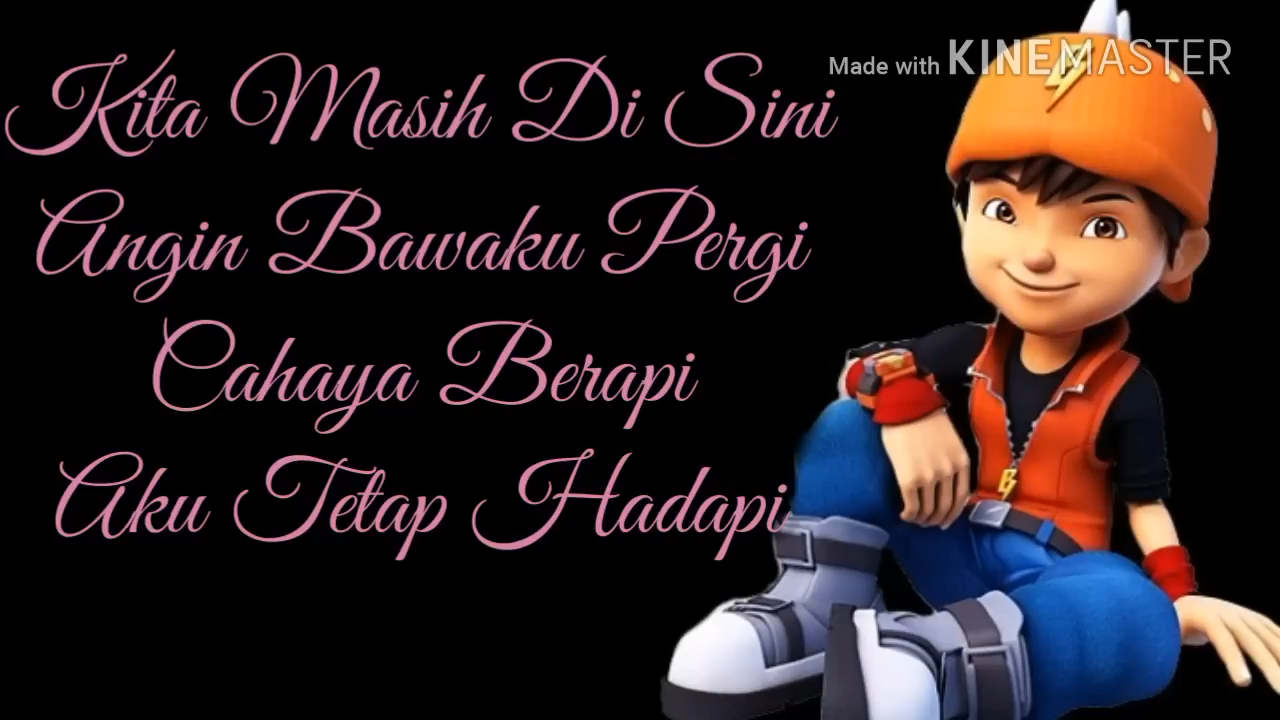 Made with KINEMASTER
Kita Masih Di Sini
Angin Bawaku Pergi
Cahaya Berapi
Aku Tetap Hadapi